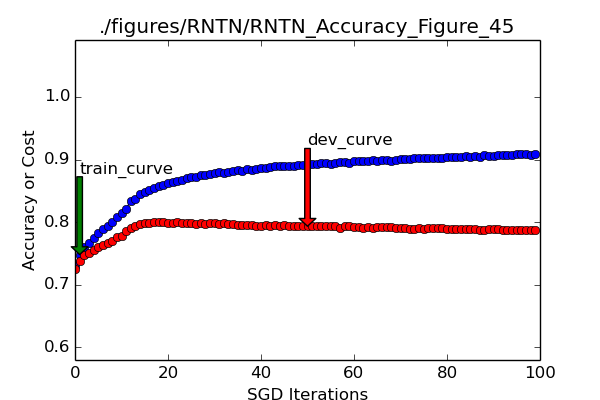 ./figures/RNTN/RNTN_Accuracy_Figure_45
Accuracy or Cost
1.0
0.9
0.8
0.7
0.6
train_curve
dev_curve
0
20
40
60
80
100
SGD Iterations